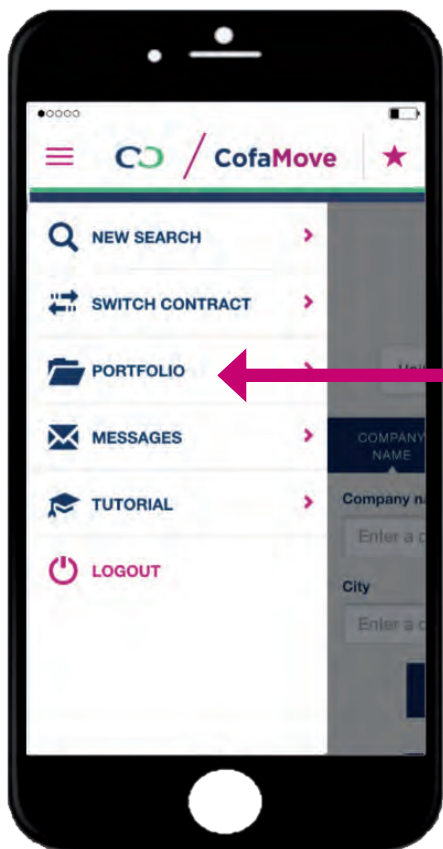 CofaMove
NEW SEARCH
SWITCH CONTRACT
PORTFOLIO
MESSAGES
COMPANY
NAME
TUTORIAL
Company
Enter a
LOGOUT
City
Enter a